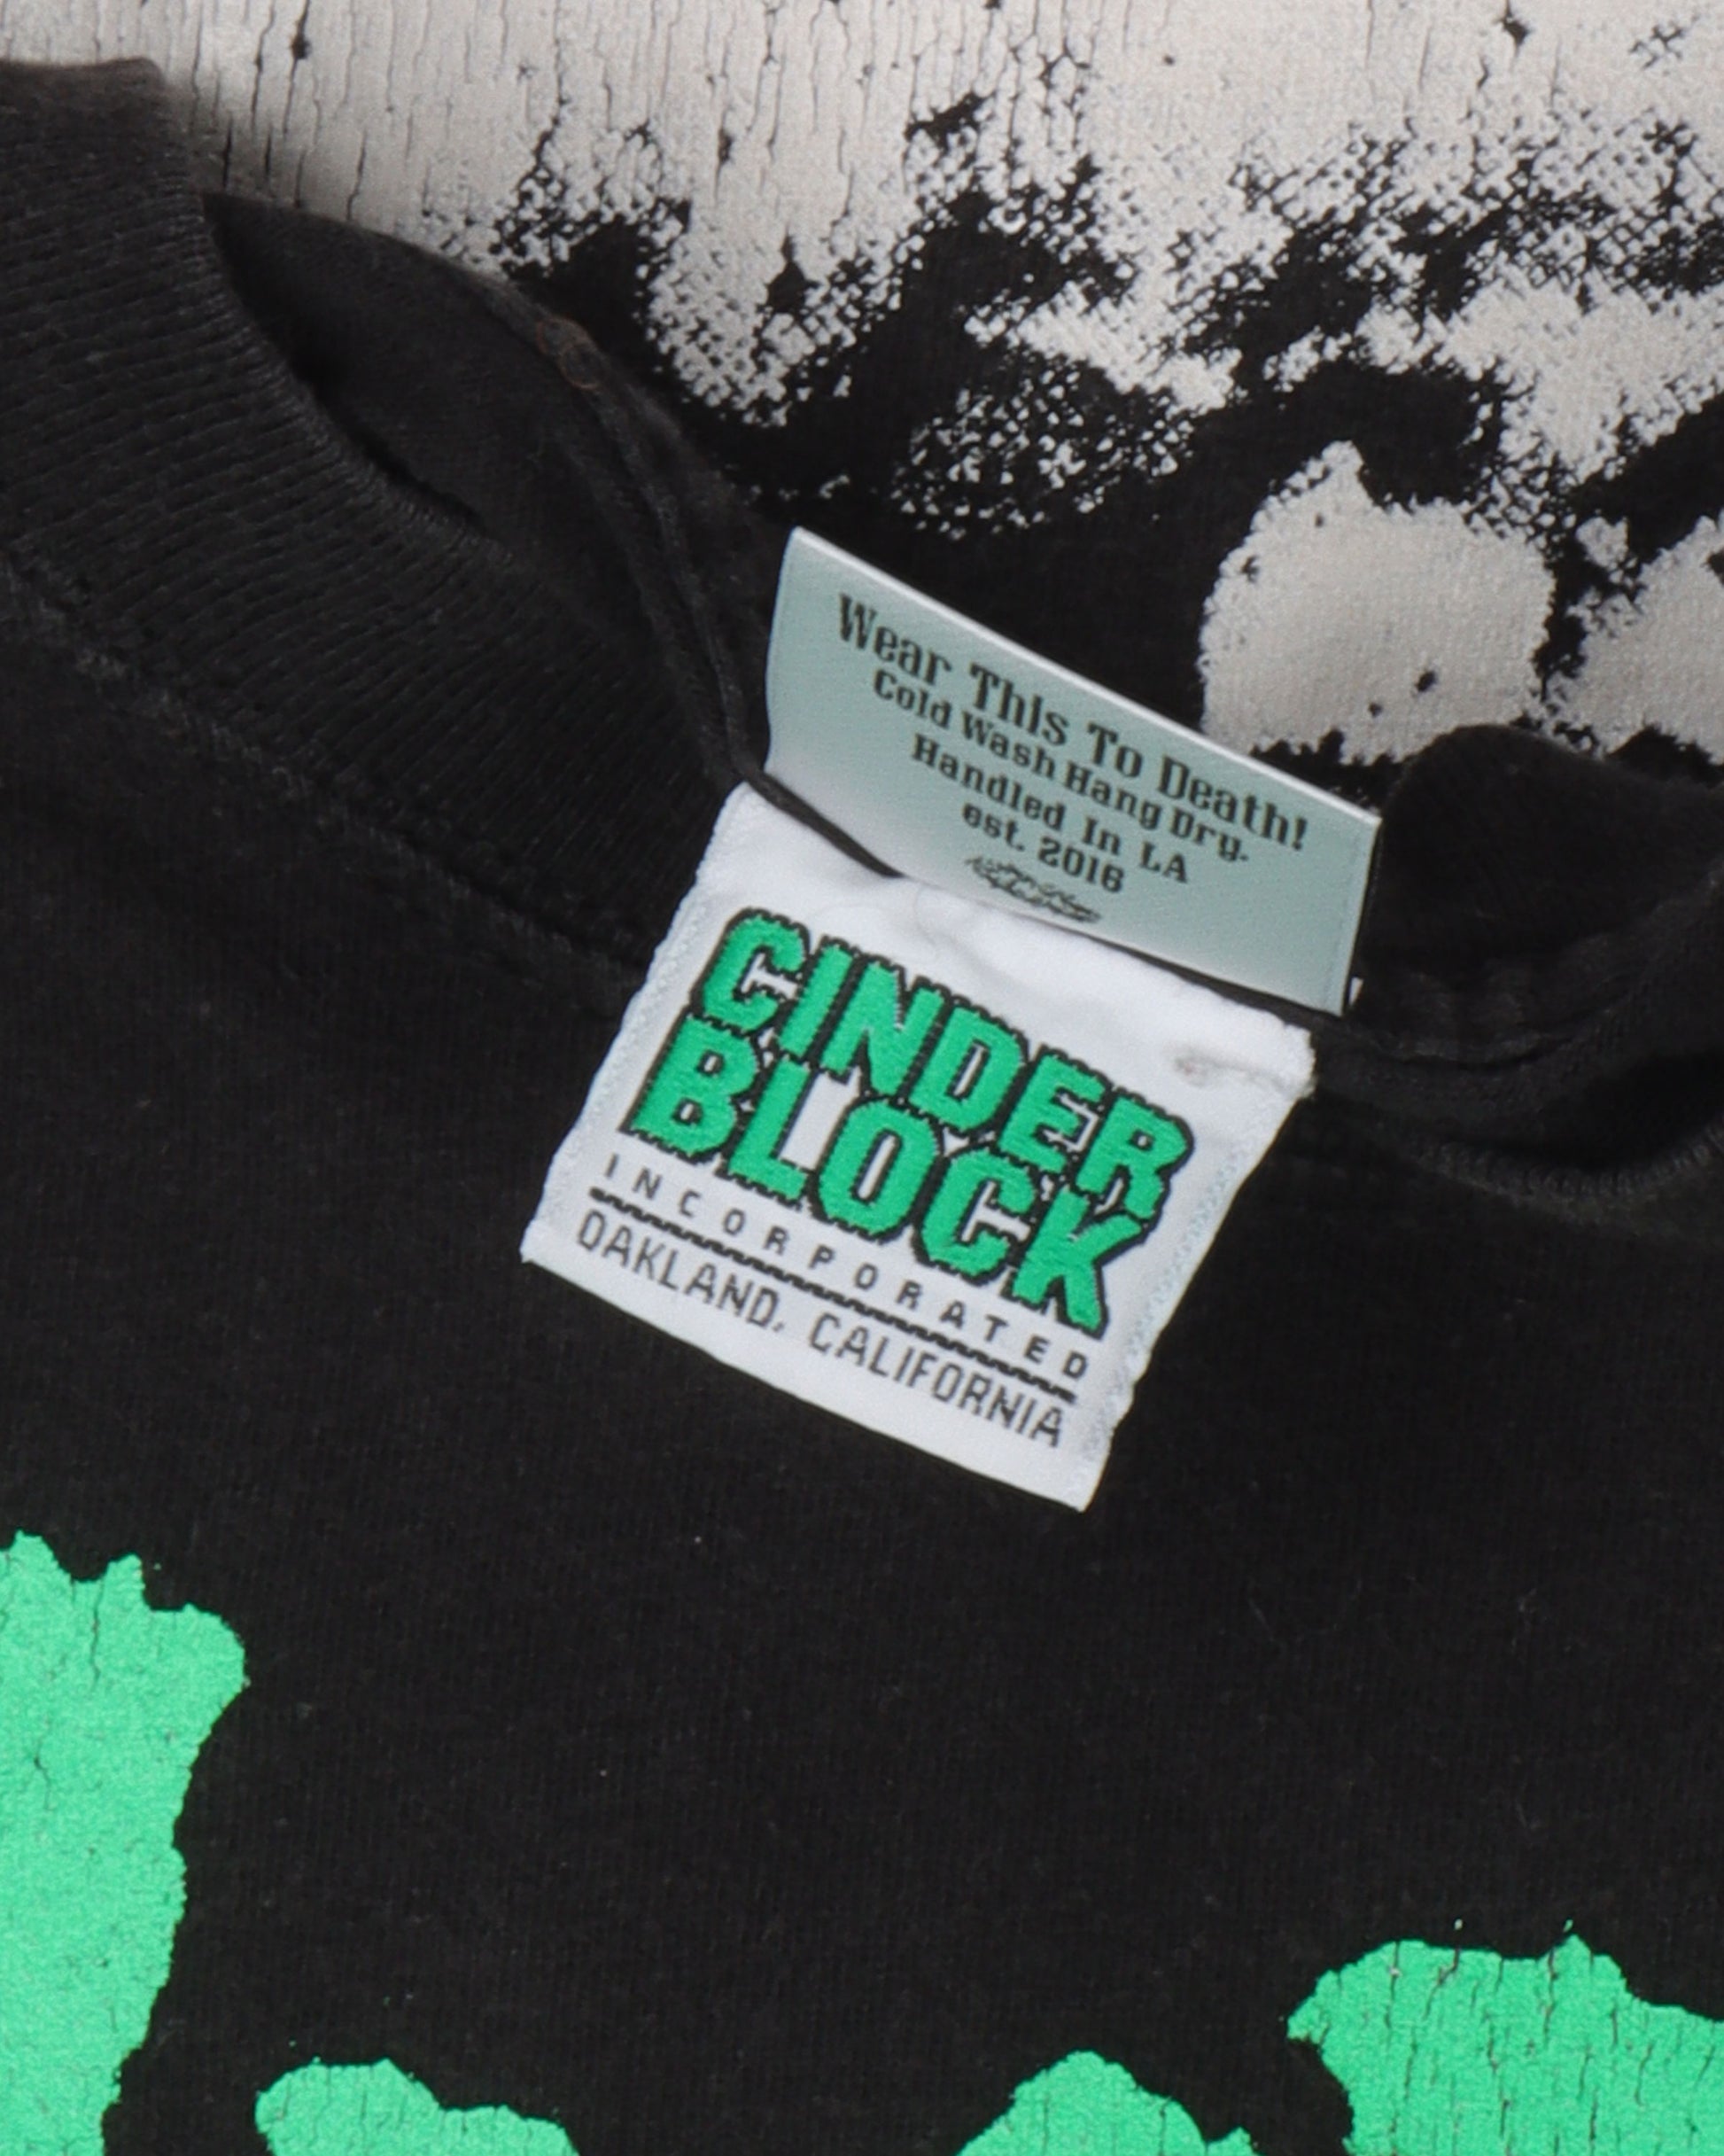 Wear This To Death!
Cold Wash Hang Dry.
Handled In LA
est. 2016
CINDER
BLOCK
INCORPORATED
OAKLAND, CALIFORNIA